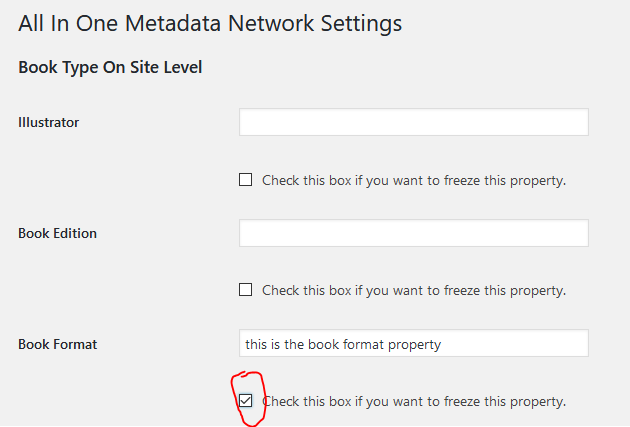 All In One Metadata Network Settings
Book Type On Site Level
Illustrator
Check this box if you want to freeze this property.
Book Edition
Check this box if you want to freeze this property.
Book Format this is the book format property
Check this box if you want to freeze this property.